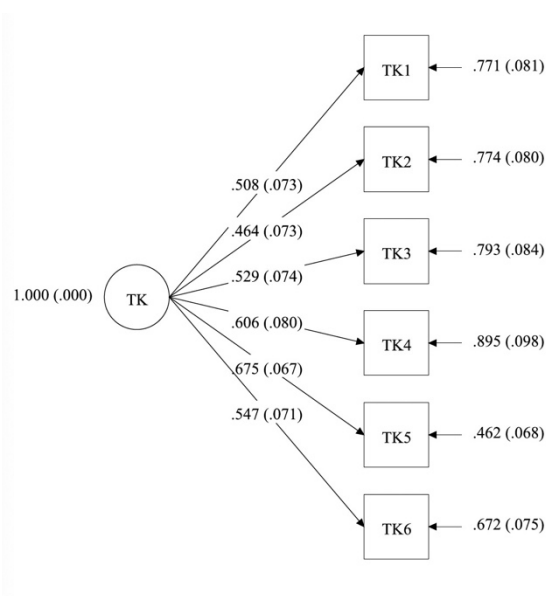 TK1
.771 (.081)
TK2
.774 (.080)
.508 (.073)
.464 (.073)
TK3
.793 (.084)
.529 (.074)
1.000 (.000)
TK
.606 (.080)
TK4
.895 (.098)
.675 (.067)
.547 (.071)
TK5
.462 (.068)
TK6
.672 (.075)